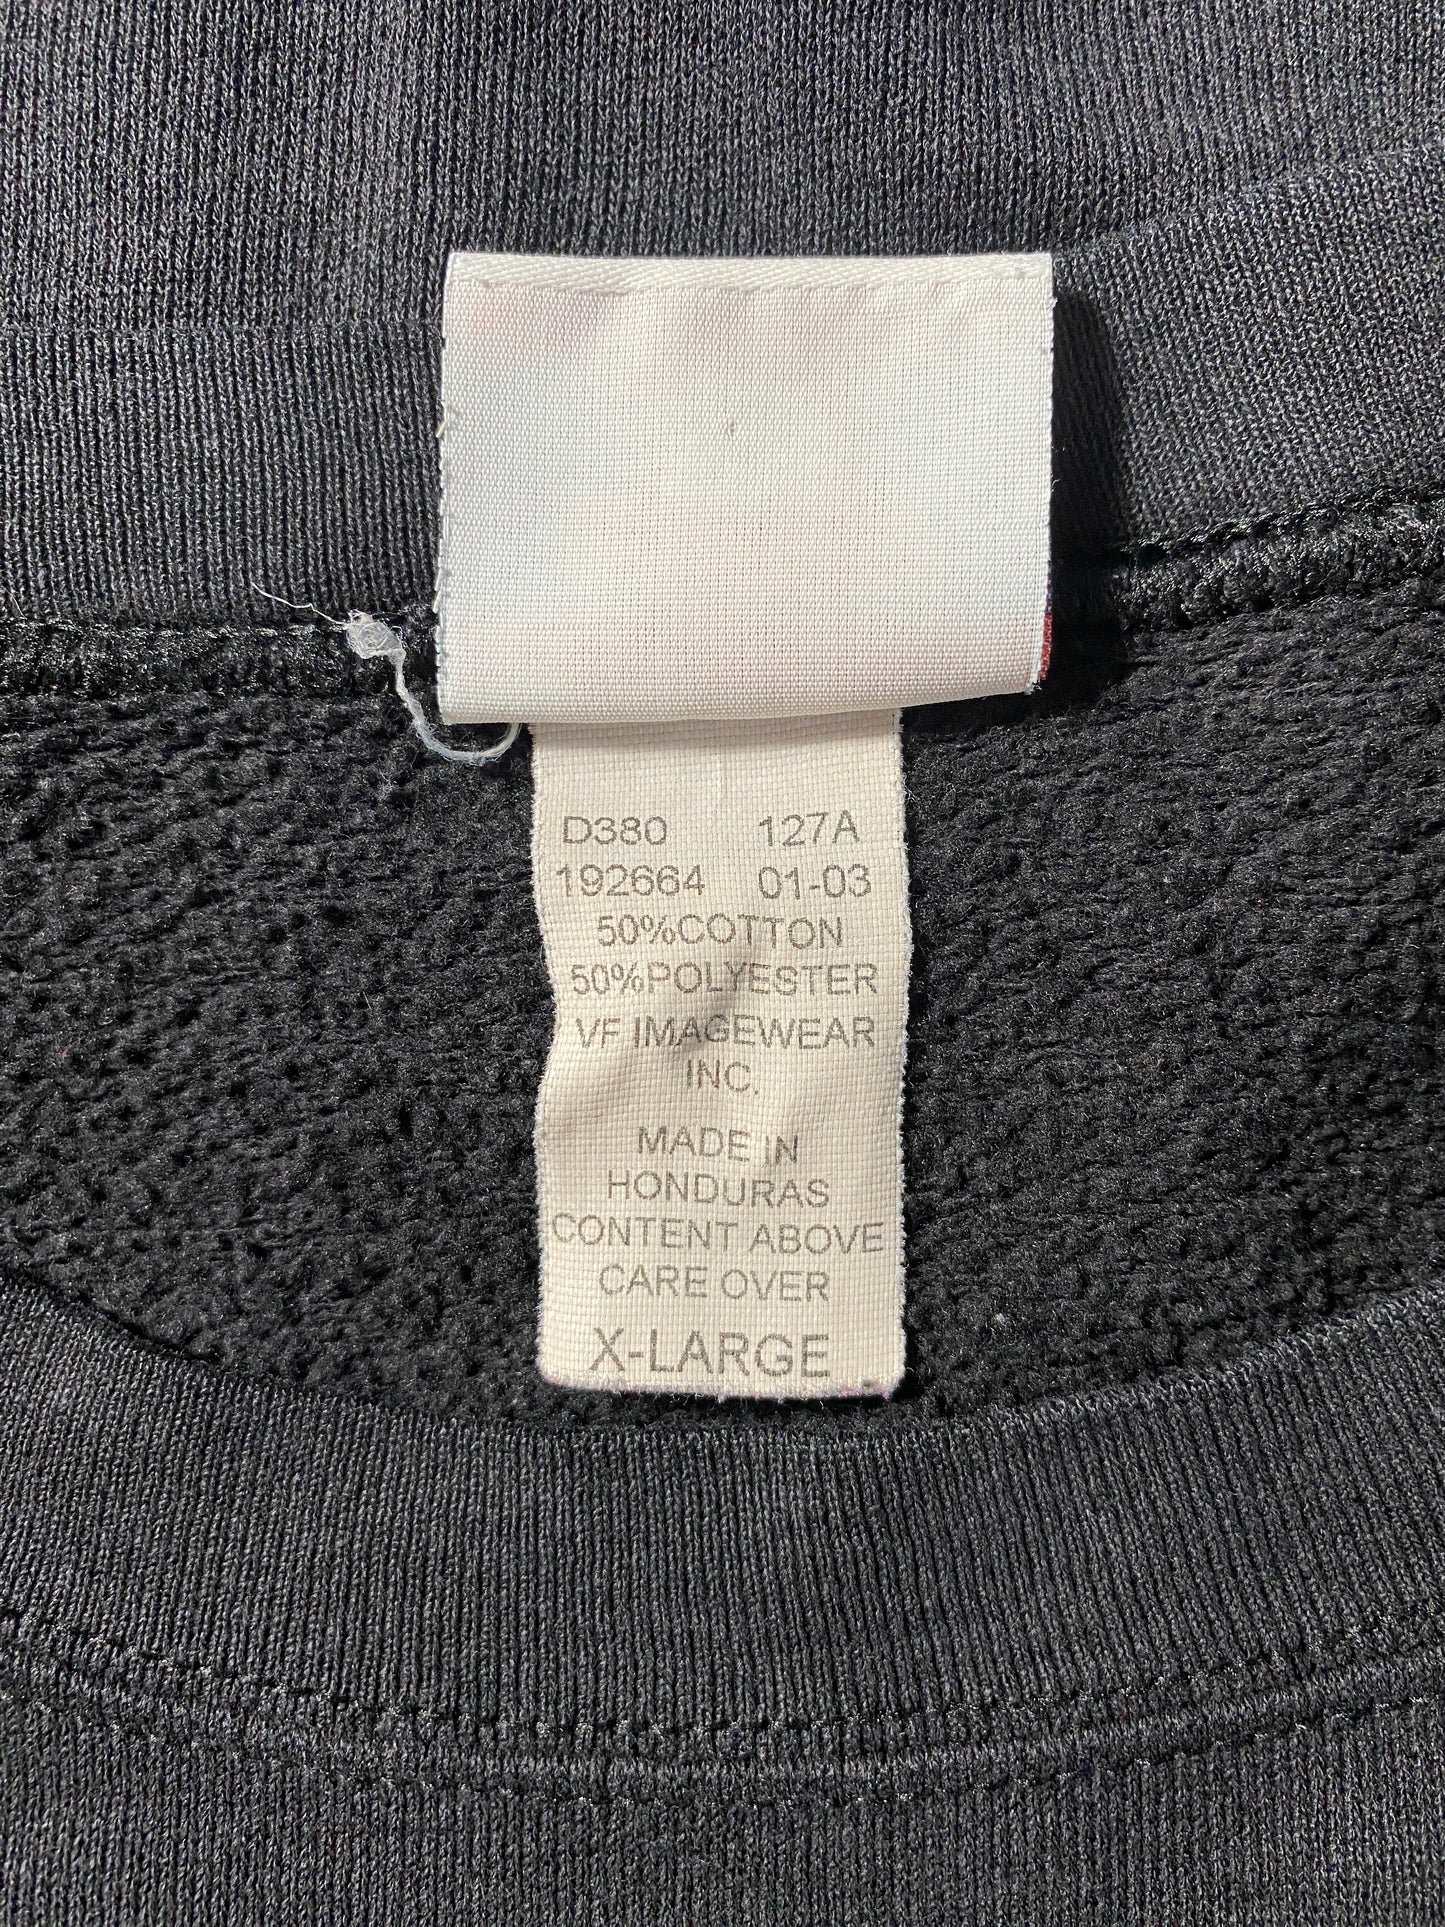 D380 127A
192664 01-03
50%COTTON
50%POLYESTER
VF IMAGEWEAR
INC.
MADE IN
HONDURAS
CONTENT ABOVE
CARE OVER
X-LARGE